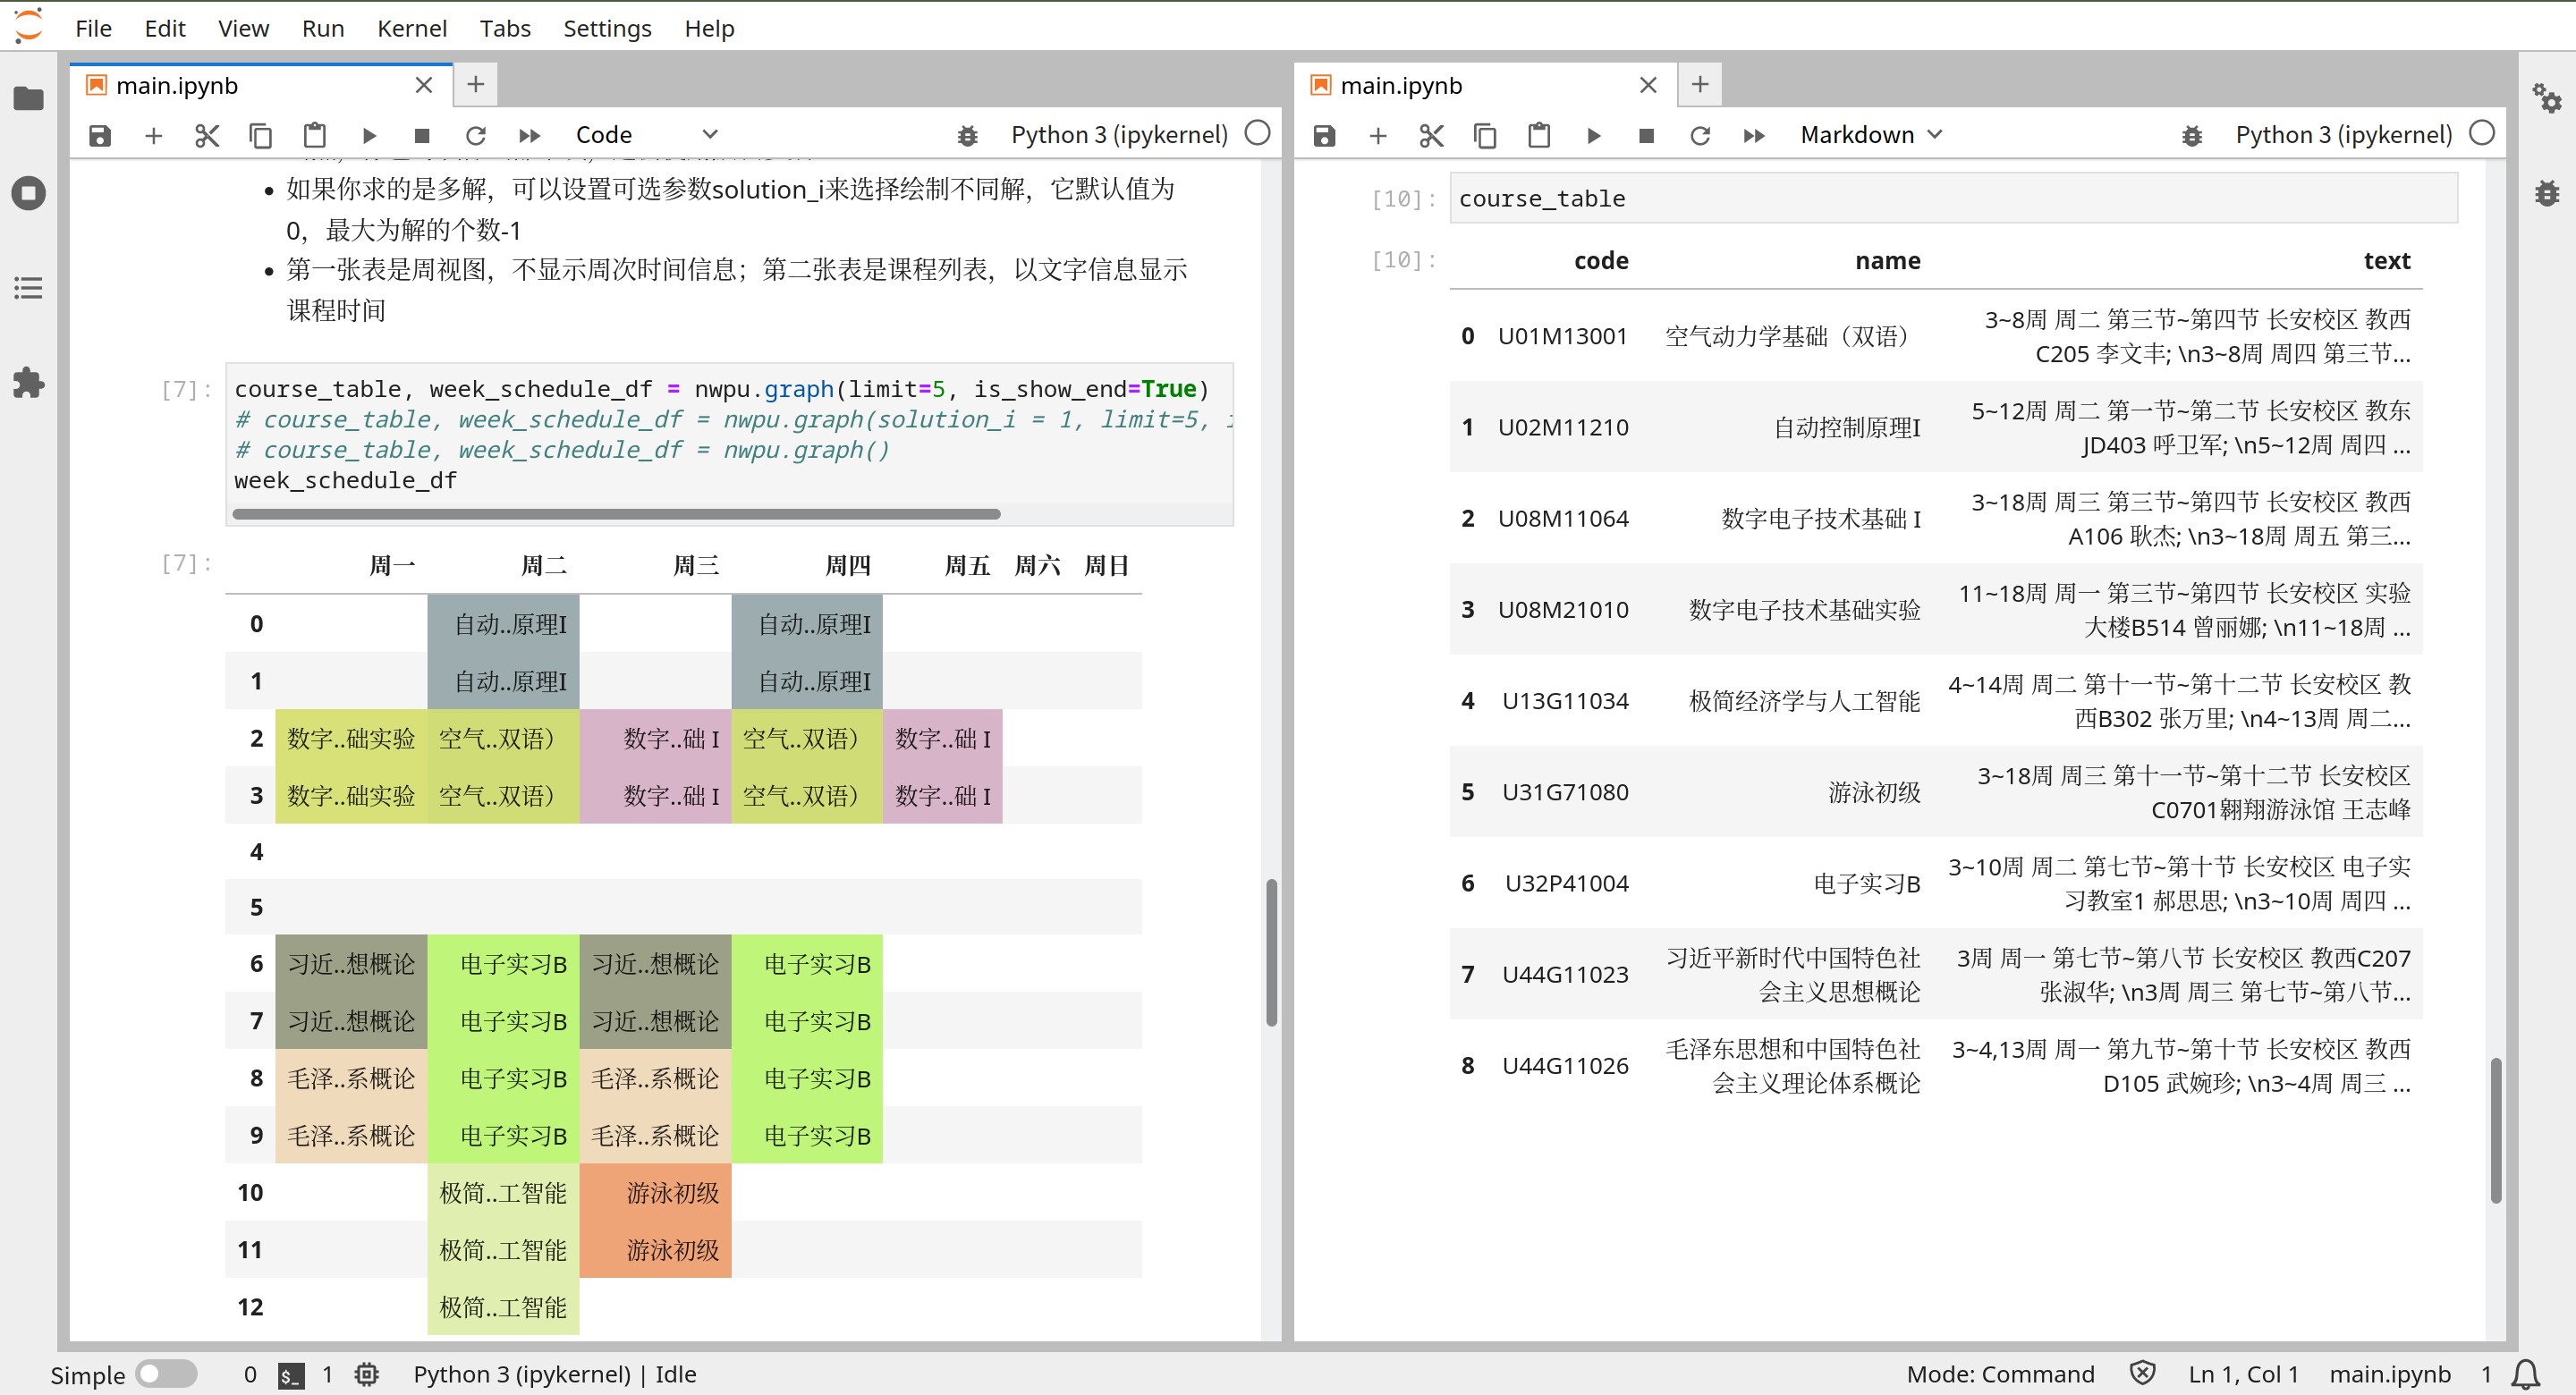 File Edit View Run Kernel Tabs Settings Help
main.ipynb
Code
Python 3 (ipykernel)
如果你求的是多解，可以设置可选参数solution_i来选择绘制不同解，它默认值为
0，最大为解的个数-1
第一张表是周视图，不显示周次时间信息；第二张表是课程列表，以文字信息显示
课程时间
[7]:
course_table, week_schedule_df = nwpu.graph(limit=5, is_show_end=True)
# course_table, week_schedule_df = nwpu.graph(solution_i = 1, limit=5,
# course_table, week_schedule_df = nwpu.graph()
week_schedule_df
[7]:
周一 周二 周三 周四 周五 周六 周日
0 自动..原理I 自动..原理I
1 自动..原理I 自动..原理I
2 数字..础实验 空气..双语） 数字..础 I 空气..双语） 数字..础 I
3 数字..础实验 空气..双语） 数字..础 I 空气..双语） 数字..础 I
4
5
6 习近..想概论 电子实习B 习近..想概论 电子实习B
7 习近..想概论 电子实习B 习近..想概论 电子实习B
8 毛泽..系概论 电子实习B 毛泽..系概论 电子实习B
9 毛泽..系概论 电子实习B 毛泽..系概论 电子实习B
10 极简..工智能 游泳初级
11 极简..工智能 游泳初级
12 极简..工智能
main.ipynb
Markdown
Python 3 (ipykernel)
[10]:
course_table
[10]:
code name text
0 U01M13001 空气动力学基础（双语） 3~8周 周二 第三节~第四节 长安校区 教西
C205 李文丰; \n3~8周 周四 第三节...
1 U02M11210 自动控制原理I 5~12周 周二 第一节~第二节 长安校区 教东
JD403 呼卫军; \n5~12周 周四 ...
2 U08M11064 数字电子技术基础 I 3~18周 周三 第三节~第四节 长安校区 教西
A106 耿杰; \n3~18周 周五 第三...
3 U08M21010 数字电子技术基础实验 11~18周 周一 第三节~第四节 长安校区 实验
大楼B514 曾丽娜; \n11~18周 ...
4 U13G11034 极简经济学与人工智能 4~14周 周二 第十一节~第十二节 长安校区 教
西B302 张万里; \n4~13周 周二...
5 U31G71080 游泳初级 3~18周 周三 第十一节~第十二节 长安校区
C0701翱翔游泳馆 王志峰
6 U32P41004 电子实习B 3~10周 周二 第七节~第十节 长安校区 电子实
习教室1 郝思思; \n3~10周 周四 ...
7 U44G11023 习近平新时代中国特色社 3周 周一 第七节~第八节 长安校区 教西C207
会主义思想概论 张淑华; \n3周 周三 第七节~第八节...
8 U44G11026 毛泽东思想和中国特色社 3~4,13周 周一 第九节~第十节 长安校区 教西
会主义理论体系概论 D105 武婉珍; \n3~4周 周三 ...
Simple 0 $_ 1 Python 3 (ipykernel) | Idle Mode: Command Ln 1, Col 1 main.ipynb 1